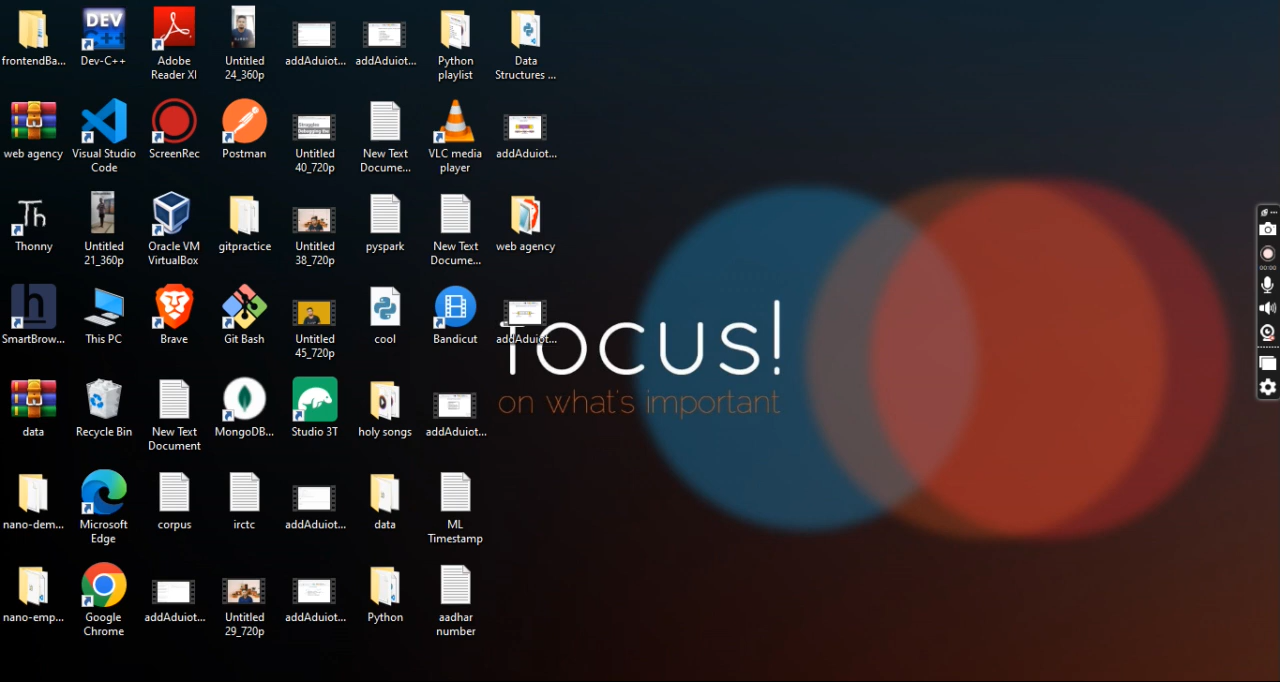 frontendBa...
DEV
C++
Dev-C++
Adobe
Reader XI
Untitled
24_360p
addAduiot...
addAduiot...
Python
playlist
Data
Structures ...
web agency
Visual Studio
Code
ScreenRec
Postman
Untitled
40_720p
New Text
Docume...
VLC media
player
addAduiot...
Th
Thonny
Untitled
21_360p
Oracle VM
VirtualBox
gitpractice
Untitled
38_720p
pyspark
New Text
Docume...
web agency
h
SmartBrow...
This PC
Brave
Git Bash
Untitled
45_720p
cool
Bandicut
addAduiot...
focus!
on what's important
data
Recycle Bin
New Text
Document
MongoDB...
Studio 3T
holy songs
addAduiot...
nano-dem...
Microsoft
Edge
corpus
irctc
addAduiot...
data
ML
Timestamp
nano-emp...
Google
Chrome
addAduiot...
Untitled
29_720p
addAduiot...
Python
aadhar
number
00:00